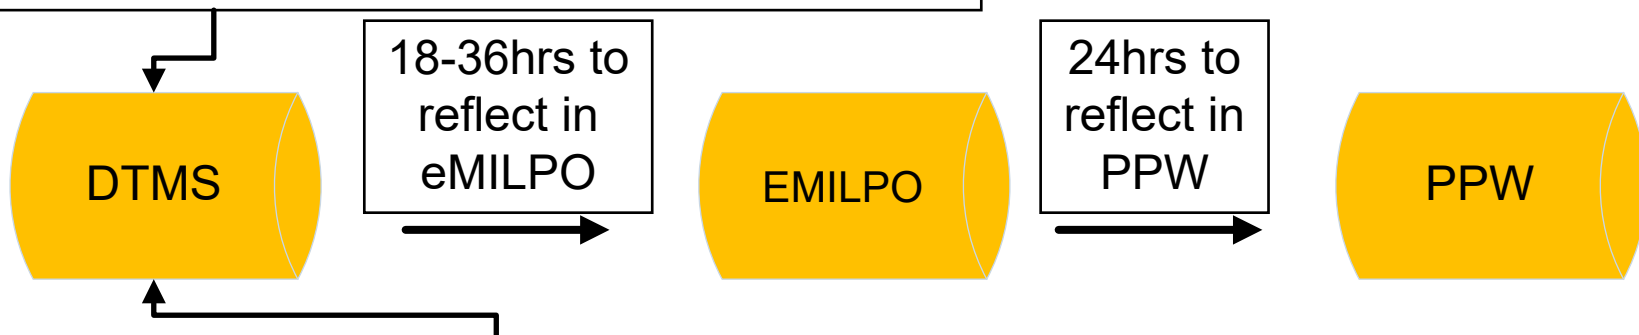 18-36hrs to
reflect in
eMILPO
24hrs to
reflect in
PPW
DTMS
EMILPO
PPW